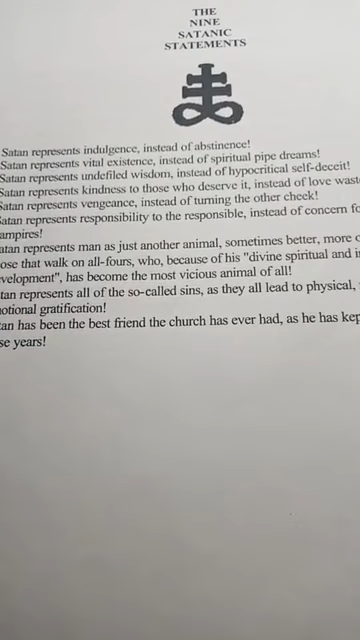 THE
NINE
SATANIC
STATEMENTS
Satan represents indulgence, instead of abstinence!
Satan represents vital existence, instead of spiritual pipe dreams!
Satan represents undefiled wisdom, instead of hypocritical self-deceit!
Satan represents kindness to those who deserve it, instead of love wast
Satan represents vengeance, instead of turning the other cheek!
atan represents responsibility to the responsible, instead of concern fo
ampires!
atan represents man as just another animal, sometimes better, more o
ose that walk on all-fours, who, because of his "divine spiritual and in
velopment", has become the most vicious animal of all!
tan represents all of the so-called sins, as they all lead to physical,
otional gratification!
an has been the best friend the church has ever had, as he has kep
se years!